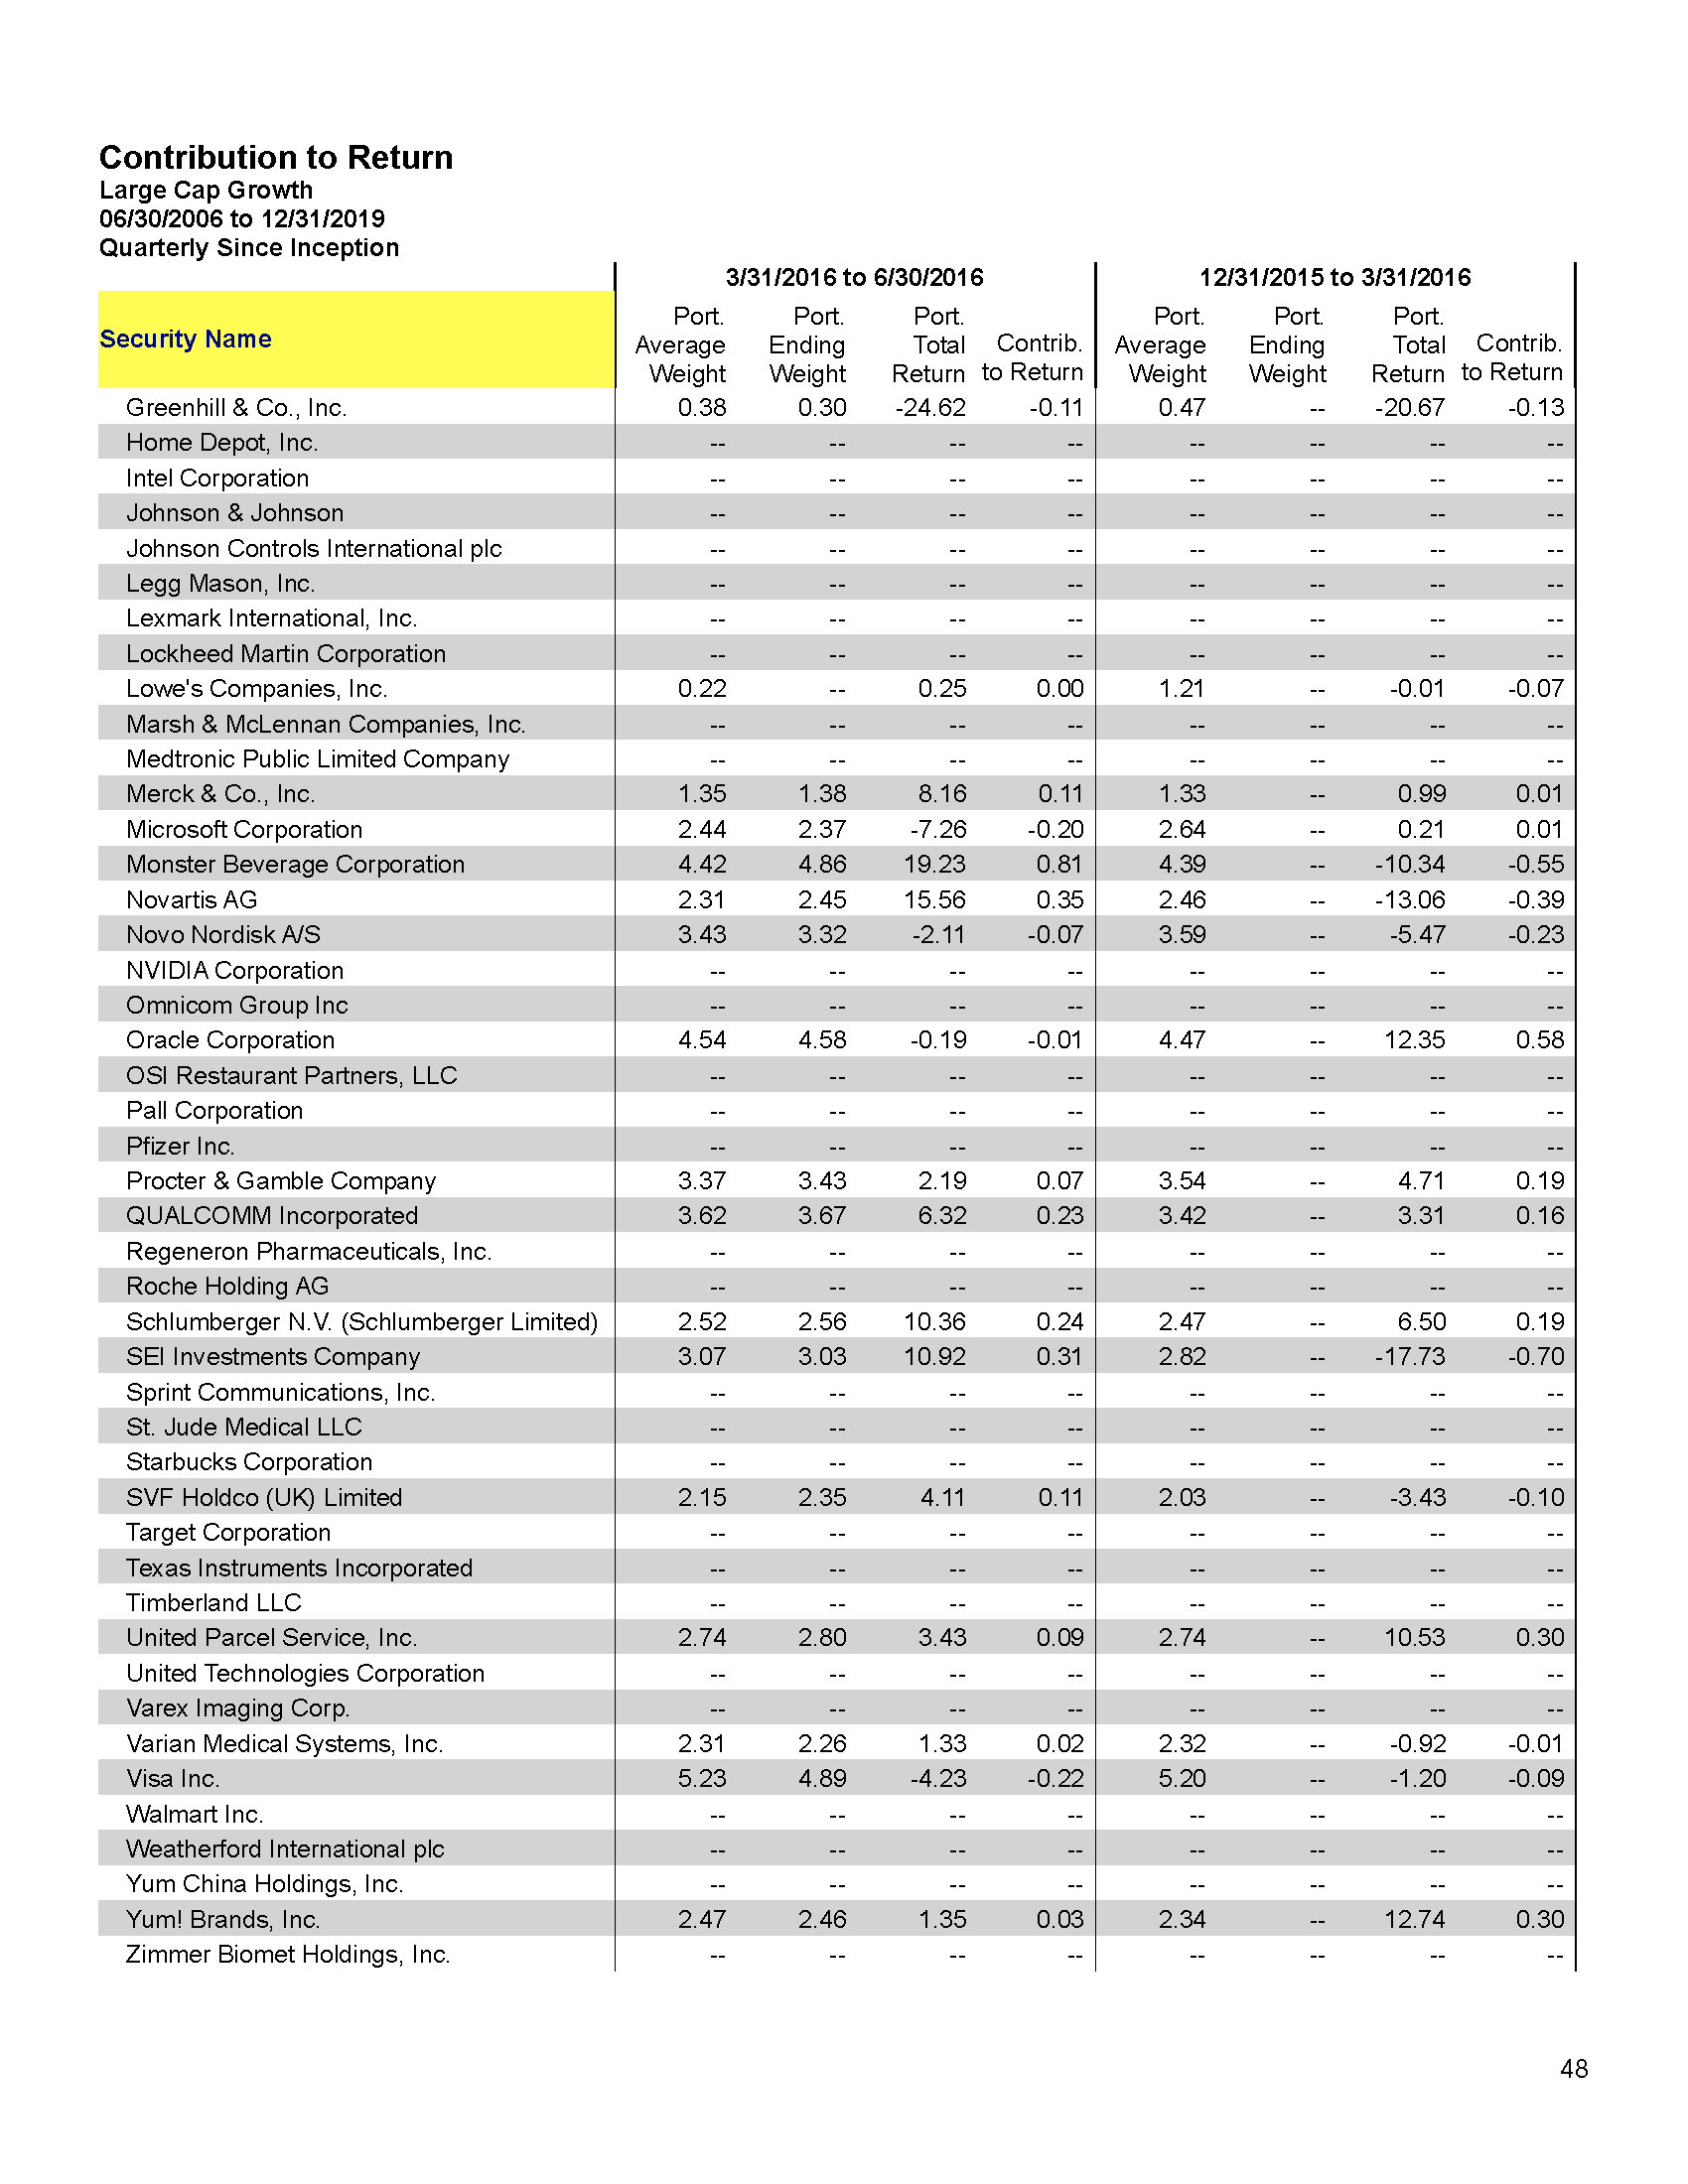 Contribution to Return
Large Cap Growth
06/30/2006 to 12/31/2019
Quarterly Since Inception
3/31/2016 to 6/30/2016 12/31/2015 to 3/31/2016
Security Name Port. Average Weight Port. Ending Weight Port. Total Return Contrib. to Return Port. Average Weight Port. Ending Weight Port. Total Return Contrib. to Return
Greenhill & Co., Inc. 0.38 0.30 -24.62 -0.11 0.47 -- -20.67 -0.13
Home Depot, Inc. -- -- -- -- -- -- -- --
Intel Corporation -- -- -- -- -- -- -- --
Johnson & Johnson -- -- -- -- -- -- -- --
Johnson Controls International plc -- -- -- -- -- -- -- --
Legg Mason, Inc. -- -- -- -- -- -- -- --
Lexmark International, Inc. -- -- -- -- -- -- -- --
Lockheed Martin Corporation -- -- -- -- -- -- -- --
Lowe's Companies, Inc. 0.22 -- 0.25 0.00 1.21 -- -0.01 -0.07
Marsh & McLennan Companies, Inc. -- -- -- -- -- -- -- --
Medtronic Public Limited Company -- -- -- -- -- -- -- --
Merck & Co., Inc. 1.35 1.38 8.16 0.11 1.33 -- 0.99 0.01
Microsoft Corporation 2.44 2.37 -7.26 -0.20 2.64 -- 0.21 0.01
Monster Beverage Corporation 4.42 4.86 19.23 0.81 4.39 -- -10.34 -0.55
Novartis AG 2.31 2.45 15.56 0.35 2.46 -- -13.06 -0.39
Novo Nordisk A/S 3.43 3.32 -2.11 -0.07 3.59 -- -5.47 -0.23
NVIDIA Corporation -- -- -- -- -- -- -- --
Omnicom Group Inc -- -- -- -- -- -- -- --
Oracle Corporation 4.54 4.58 -0.19 -0.01 4.47 -- 12.35 0.58
OSI Restaurant Partners, LLC -- -- -- -- -- -- -- --
Pall Corporation -- -- -- -- -- -- -- --
Pfizer Inc. -- -- -- -- -- -- -- --
Procter & Gamble Company 3.37 3.43 2.19 0.07 3.54 -- 4.71 0.19
QUALCOMM Incorporated 3.62 3.67 6.32 0.23 3.42 -- 3.31 0.16
Regeneron Pharmaceuticals, Inc. -- -- -- -- -- -- -- --
Roche Holding AG -- -- -- -- -- -- -- --
Schlumberger N.V. (Schlumberger Limited) 2.52 2.56 10.36 0.24 2.47 -- 6.50 0.19
SEI Investments Company 3.07 3.03 10.92 0.31 2.82 -- -17.73 -0.70
Sprint Communications, Inc. -- -- -- -- -- -- -- --
St. Jude Medical LLC -- -- -- -- -- -- -- --
Starbucks Corporation -- -- -- -- -- -- -- --
SVF Holdco (UK) Limited 2.15 2.35 4.11 0.11 2.03 -- -3.43 -0.10
Target Corporation -- -- -- -- -- -- -- --
Texas Instruments Incorporated -- -- -- -- -- -- -- --
Timberland LLC -- -- -- -- -- -- -- --
United Parcel Service, Inc. 2.74 2.80 3.43 0.09 2.74 -- 10.53 0.30
United Technologies Corporation -- -- -- -- -- -- -- --
Varex Imaging Corp. -- -- -- -- -- -- -- --
Varian Medical Systems, Inc. 2.31 2.26 1.33 0.02 2.32 -- -0.92 -0.01
Visa Inc. 5.23 4.89 -4.23 -0.22 5.20 -- -1.20 -0.09
Walmart Inc. -- -- -- -- -- -- -- --
Weatherford International plc -- -- -- -- -- -- -- --
Yum China Holdings, Inc. -- -- -- -- -- -- -- --
Yum! Brands, Inc. 2.47 2.46 1.35 0.03 2.34 -- 12.74 0.30
Zimmer Biomet Holdings, Inc. -- -- -- -- -- -- -- --
48